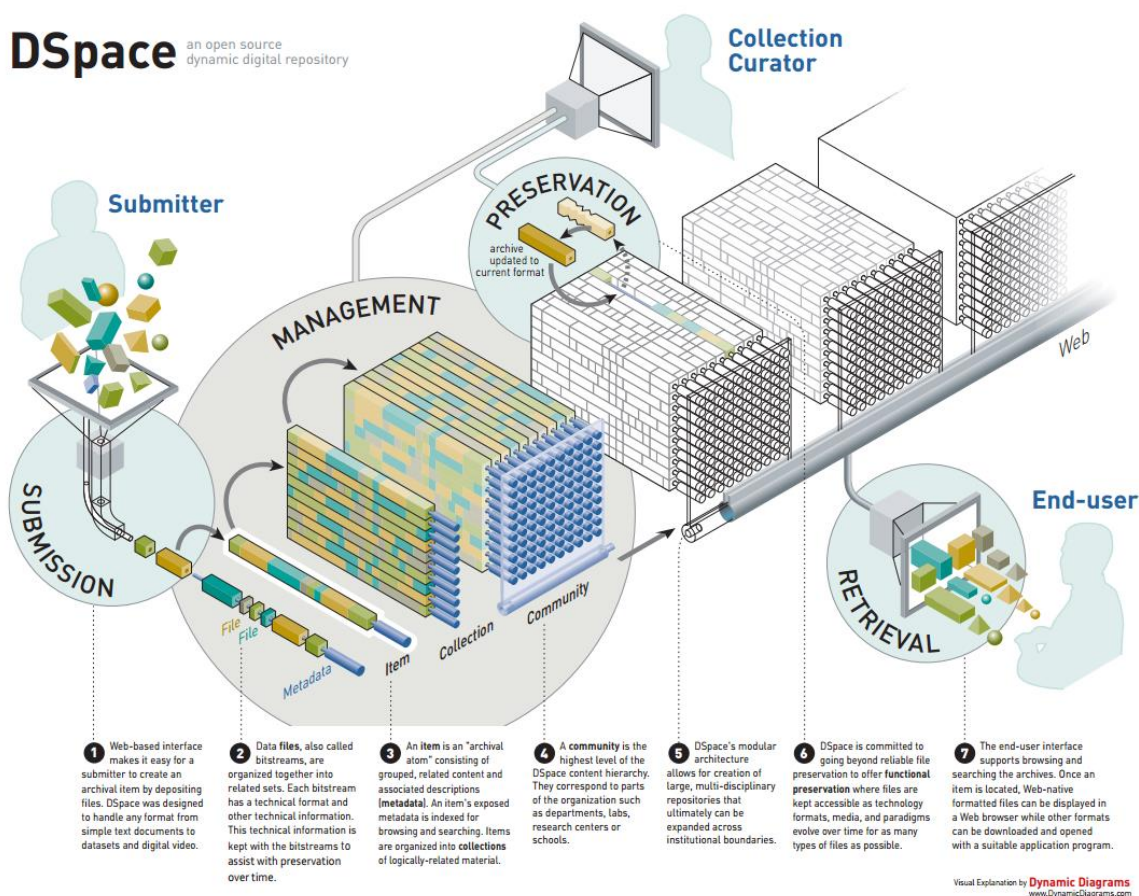 DSpace
an open source
dynamic digital repository
Collection
Curator
Submitter
PRESERVATION
archive
updated to
current format
MANAGEMENT
Web
SUBMISSION
End-user
RETRIEVAL
File
File
Metadata
Item
Collection
Community
1 Web-based interface
makes it easy for a
submitter to create an
archival item by depositing
files. DSpace was designed
to handle any format from
simple text documents to
datasets and digital video.
2 Data files, also called
bitstreams, are
organized together into
related sets. Each bitstream
has a technical format and
other technical information.
This technical information is
kept with the bitstreams to
assist with preservation
over time.
3 An item is an "archival
atom" consisting of
grouped, related content and
associated descriptions
(metadata). An item's exposed
metadata is indexed for
browsing and searching. Items
are organized into collections
of logically-related material.
4 A community is the
highest level of the
DSpace content hierarchy.
They correspond to parts
of the organization such
as departments, labs,
research centers or
schools.
5 DSpace's modular
architecture
allows for creation of
large, multi-disciplinary
repositories that
ultimately can be
expanded across
institutional boundaries.
6 DSpace is committed to
going beyond reliable file
preservation to offer functional
preservation where files are
kept accessible as technology
formats, media, and paradigms
evolve over time for as many
types of files as possible.
7 The end-user interface
supports browsing and
searching the archives. Once an
item is located, Web-native
formatted files can be displayed in
a Web browser while other formats
can be downloaded and opened
with a suitable application program.
Visual Explanation by Dynamic Diagrams
www.DynamicDiagrams.com